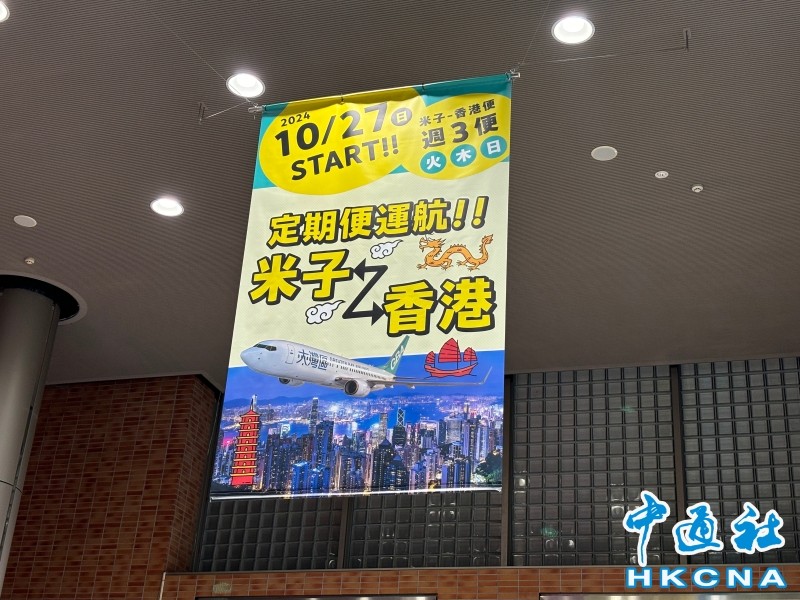 2024
10/27日
START!!
米子-香港便
週3便
火木日
定期便運航!!
米子
香港
大灣區
中通社
HKCNA